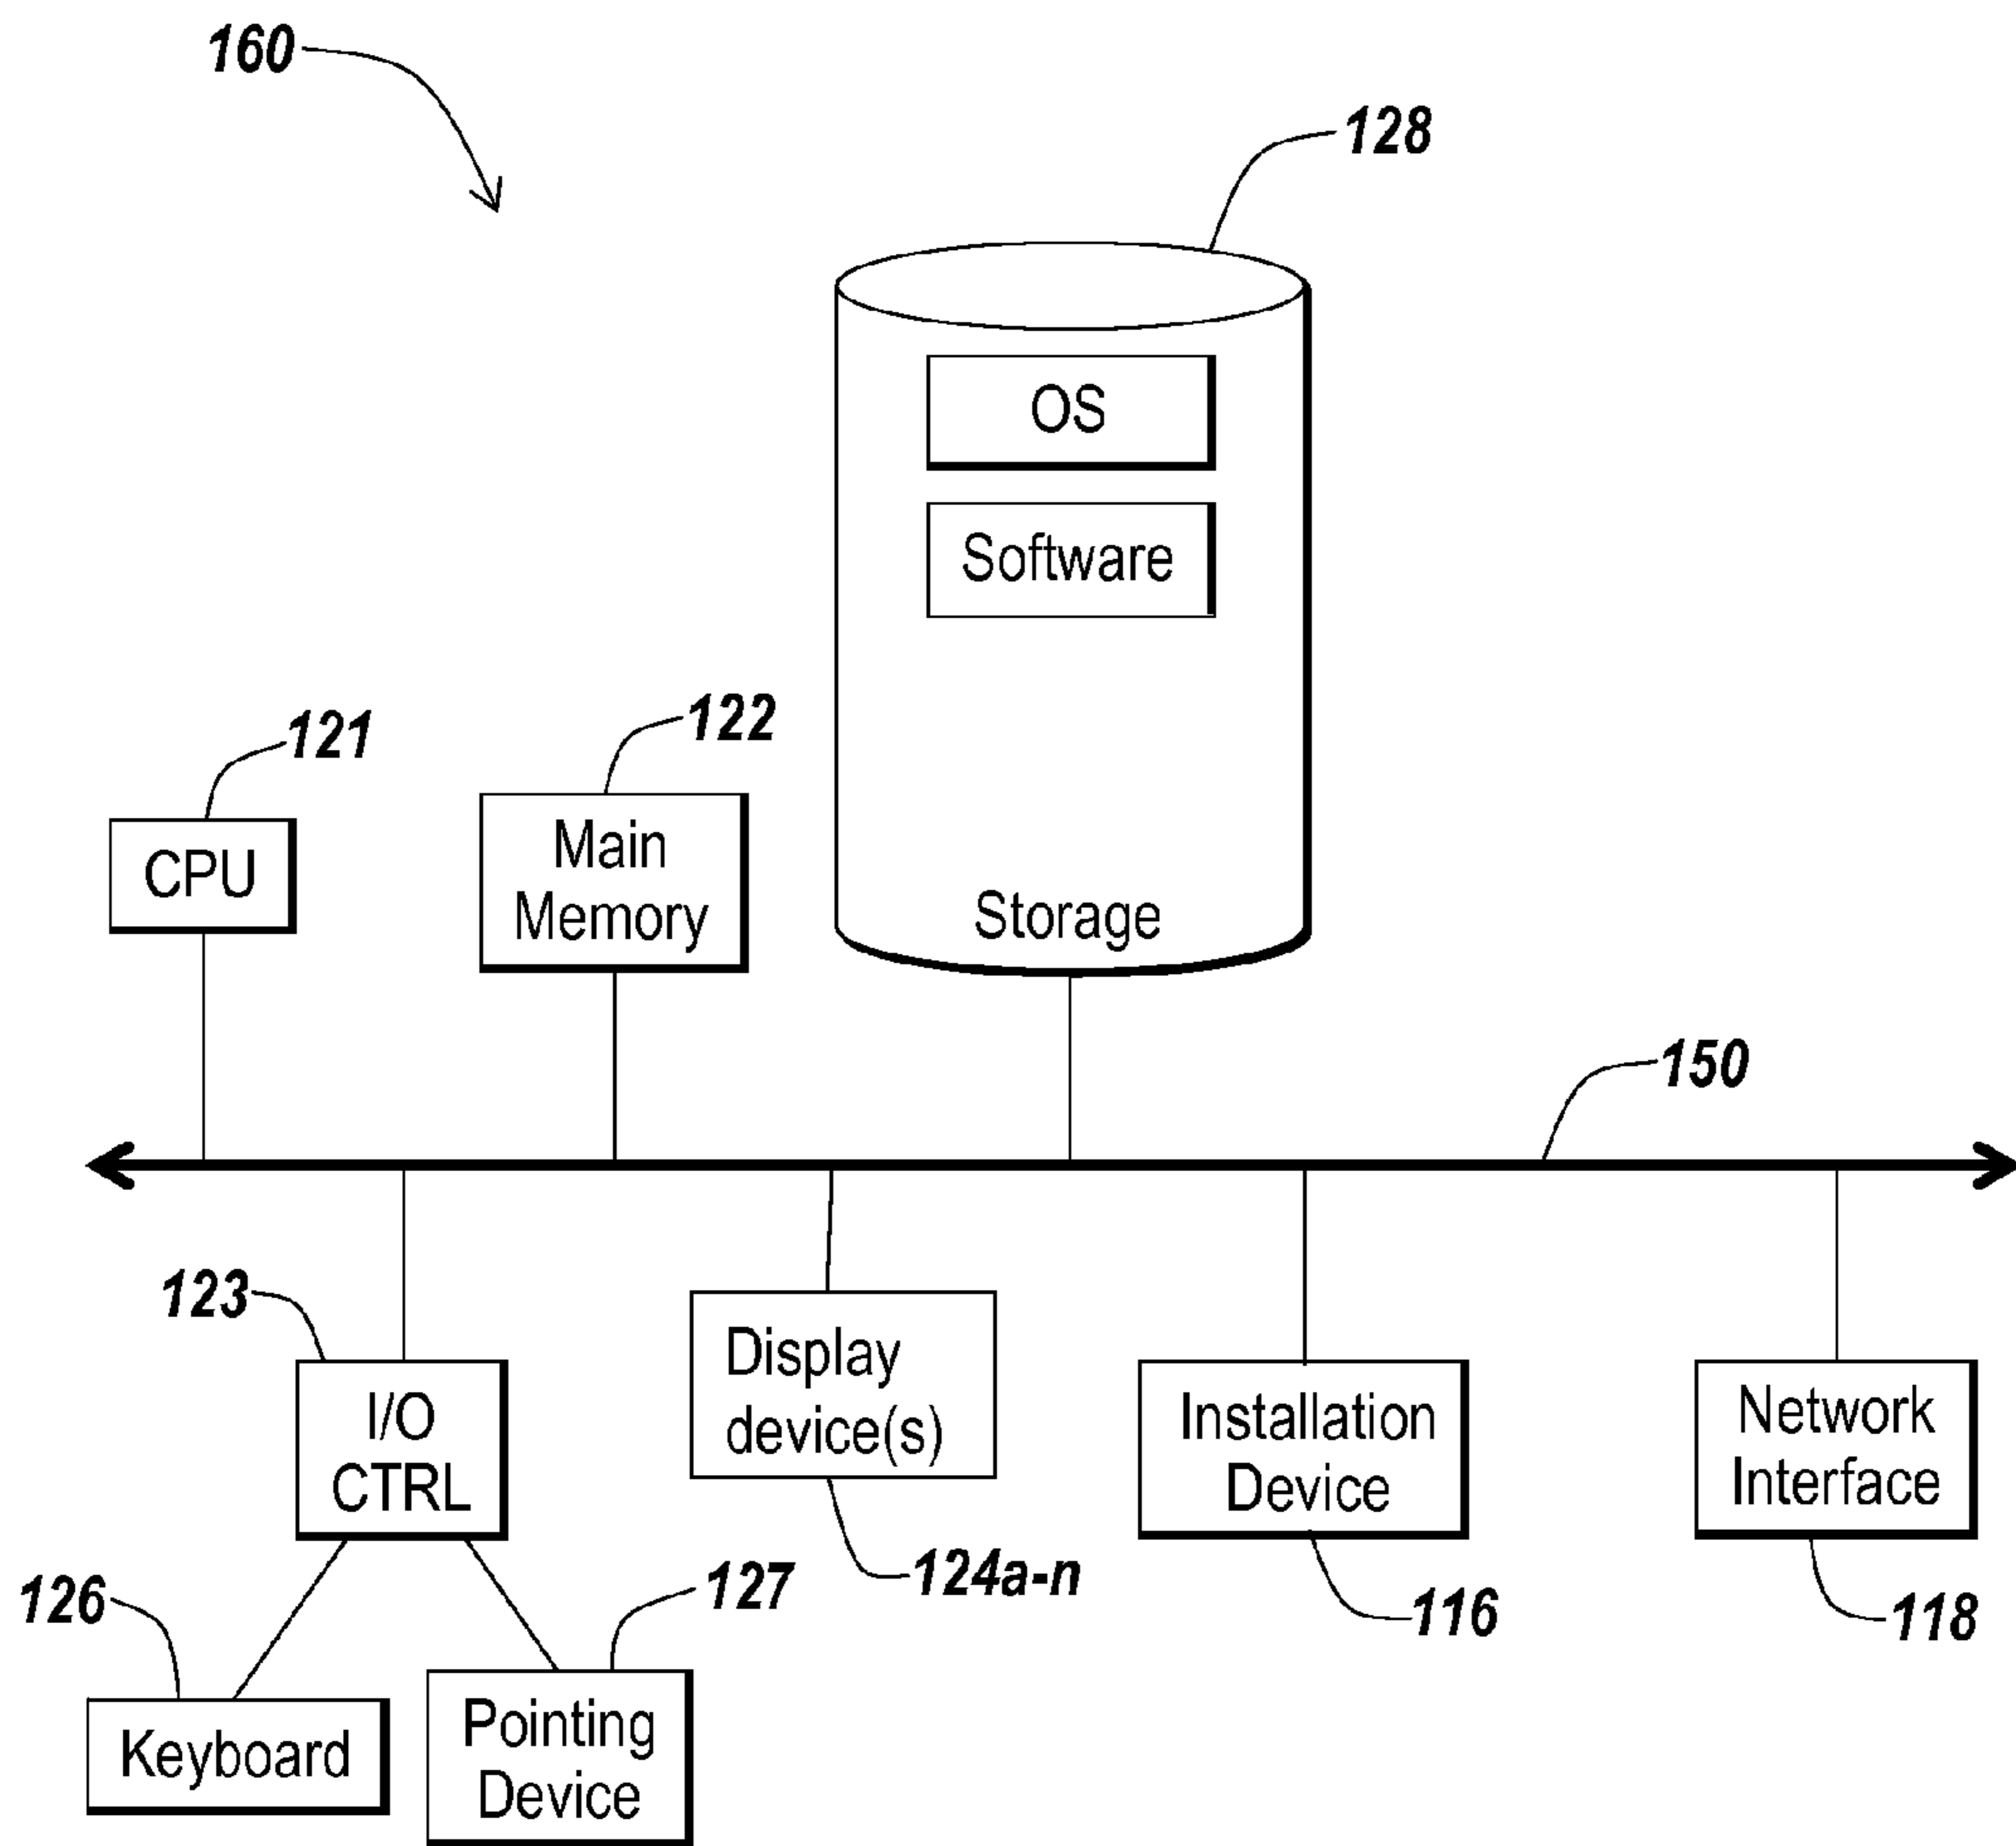 160
128
OS
Software
122
121
Main
Memory
CPU
Storage
150
123
Display
device(s)
I/O
CTRL
Installation
Device
Network
Interface
124a-n
127
126
116
118
Pointing
Device
Keyboard